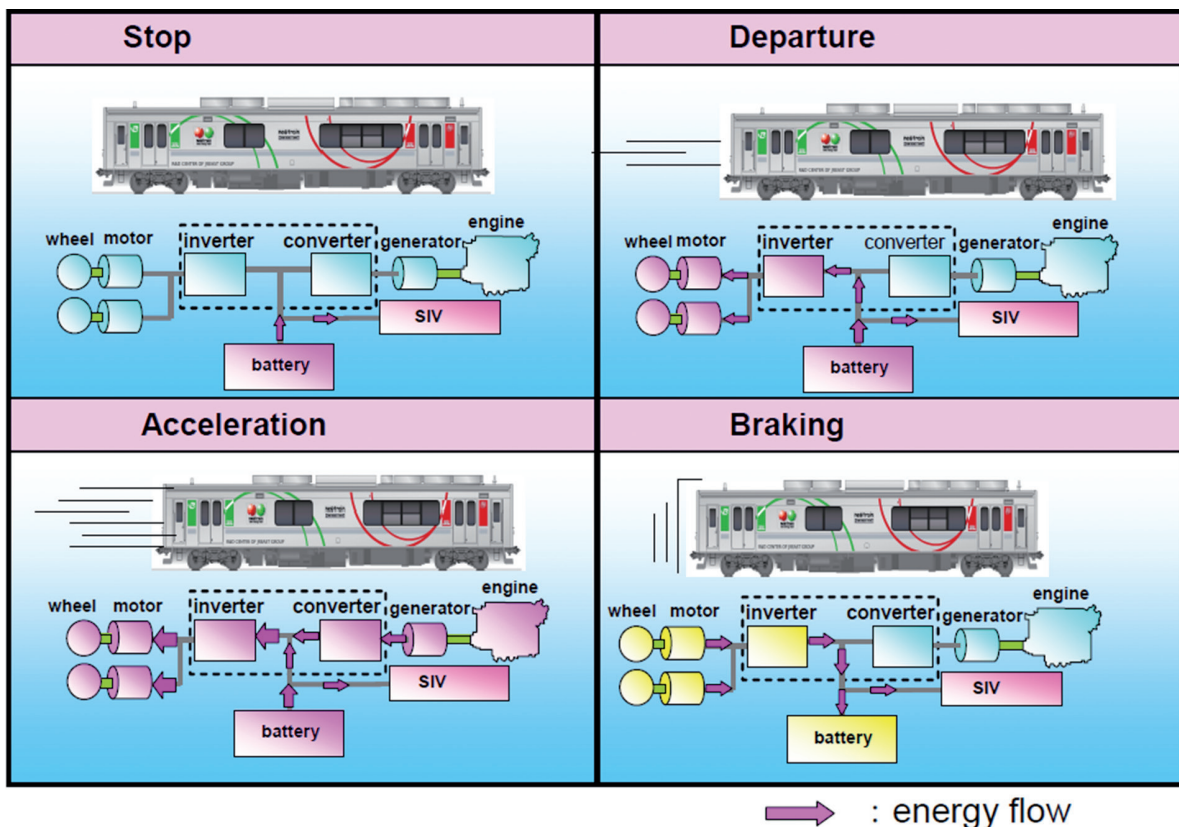 Stop
Departure
engine
wheel motor inverter converter generator
SIV
battery
engine
wheel motor inverter converter generator
SIV
battery
Acceleration
Braking
engine
wheel motor inverter converter generator
SIV
battery
engine
wheel motor inverter converter generator
SIV
battery
: energy flow